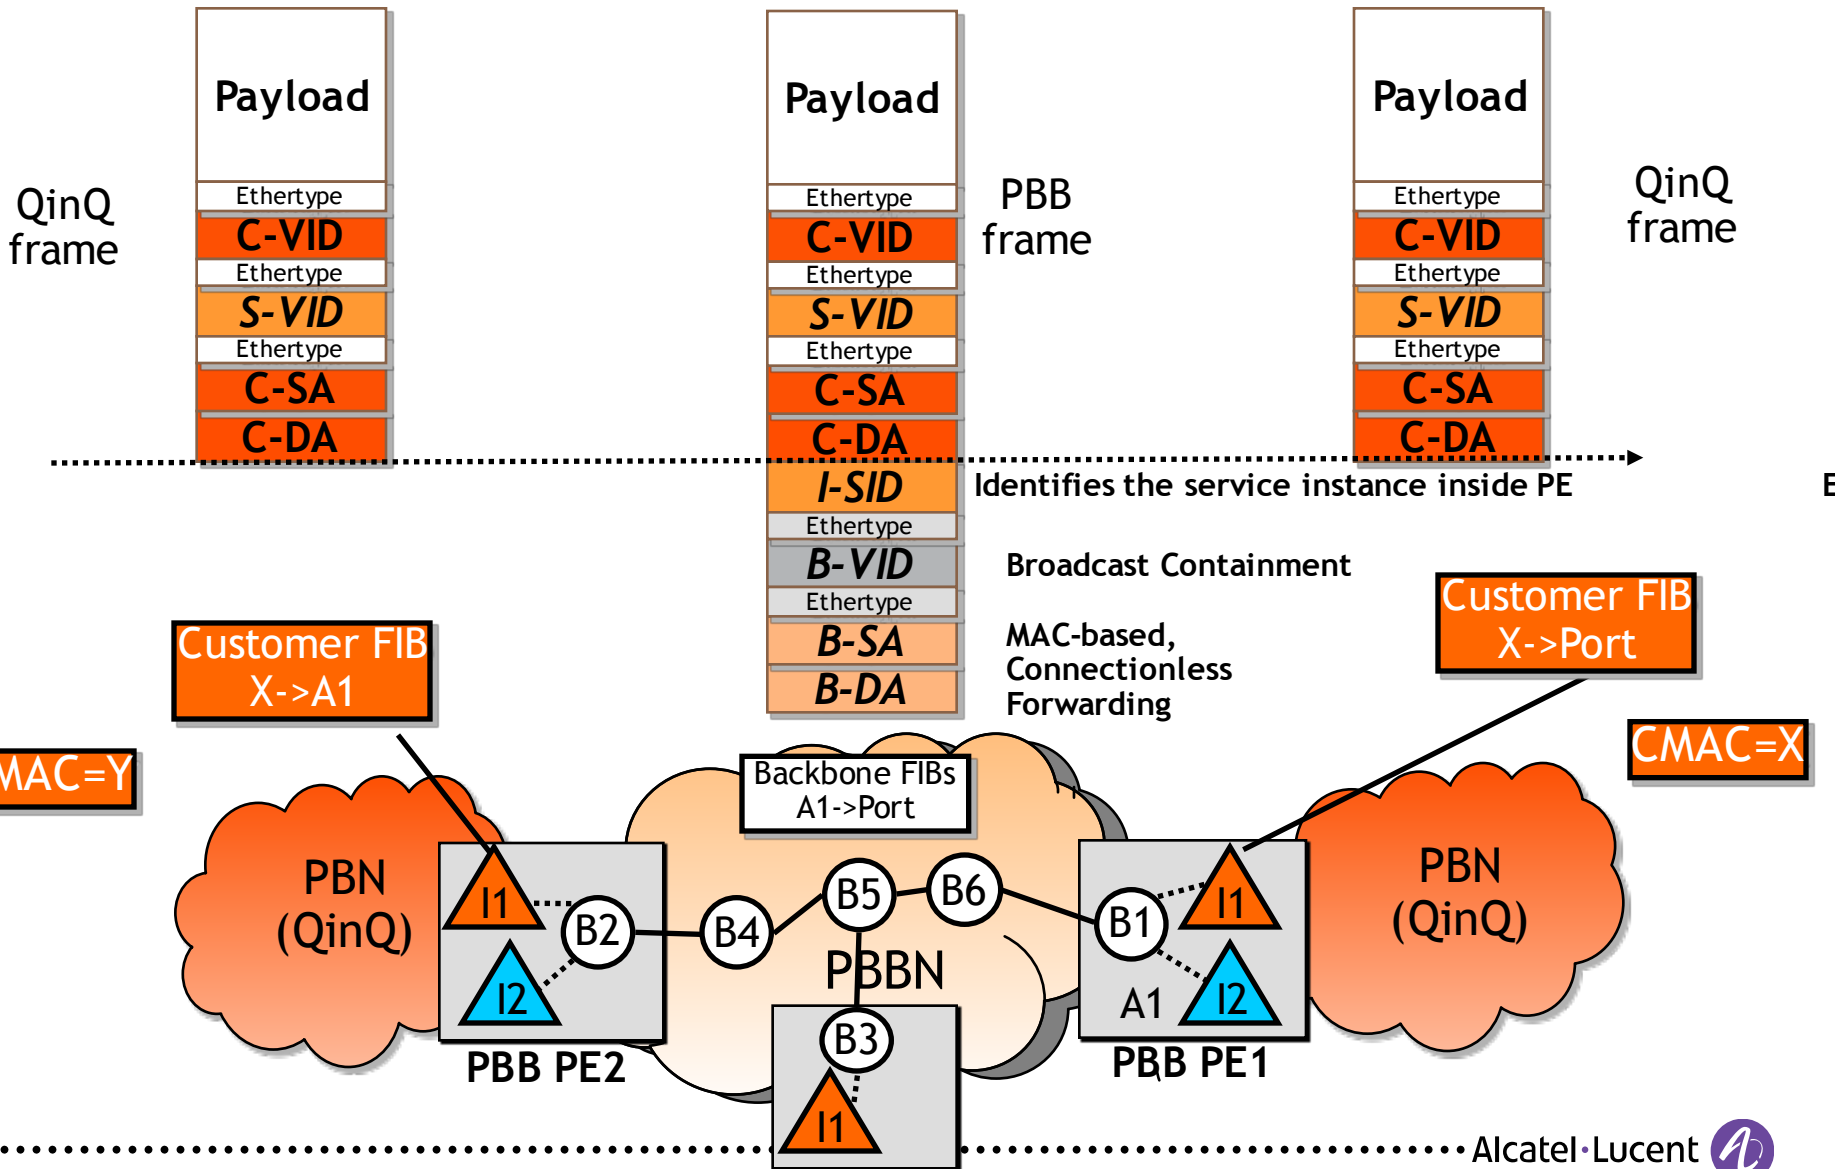 Payload
Ethertype
C-VID
Ethertype
S-VID
Ethertype
C-SA
C-DA
QinQ
frame
Payload
Ethertype
C-VID
Ethertype
S-VID
Ethertype
C-SA
C-DA
I-SID
Ethertype
B-VID
Ethertype
B-SA
B-DA
PBB
frame
Payload
Ethertype
C-VID
Ethertype
S-VID
Ethertype
C-SA
C-DA
QinQ
frame
Identifies the service instance inside PE
E
Broadcast Containment
MAC-based,
Connectionless
Forwarding
Customer FIB
X->A1
Customer FIB
X->Port
MAC=Y
CMAC=X
Backbone FIBs
A1->Port
PBN
(QinQ)
I1
I2
B2
B4
B5
B6
B1
I1
I2
A1
PBN
(QinQ)
PBBN
PBB PE2
PBB PE1
B3
I1
Alcatel·Lucent